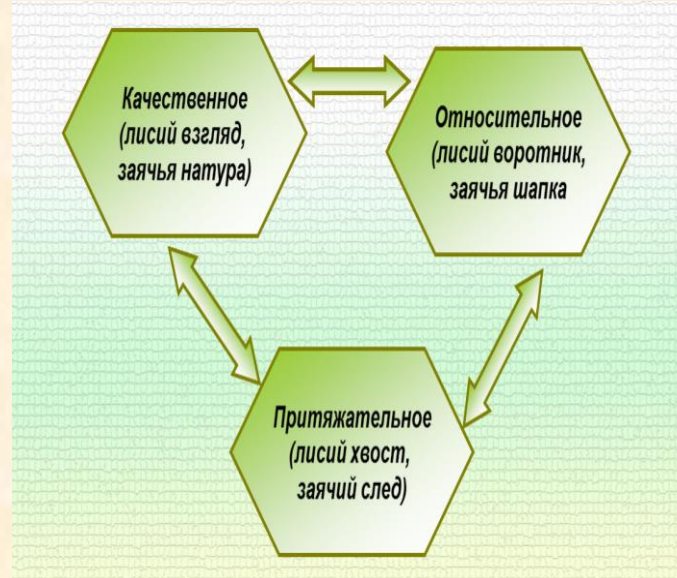 Качественное
(лисий взгляд,
заячья натура)
Относительное
(лисий воротник,
заячья шапка
Притяжательное
(лисий хвост,
заячий след)